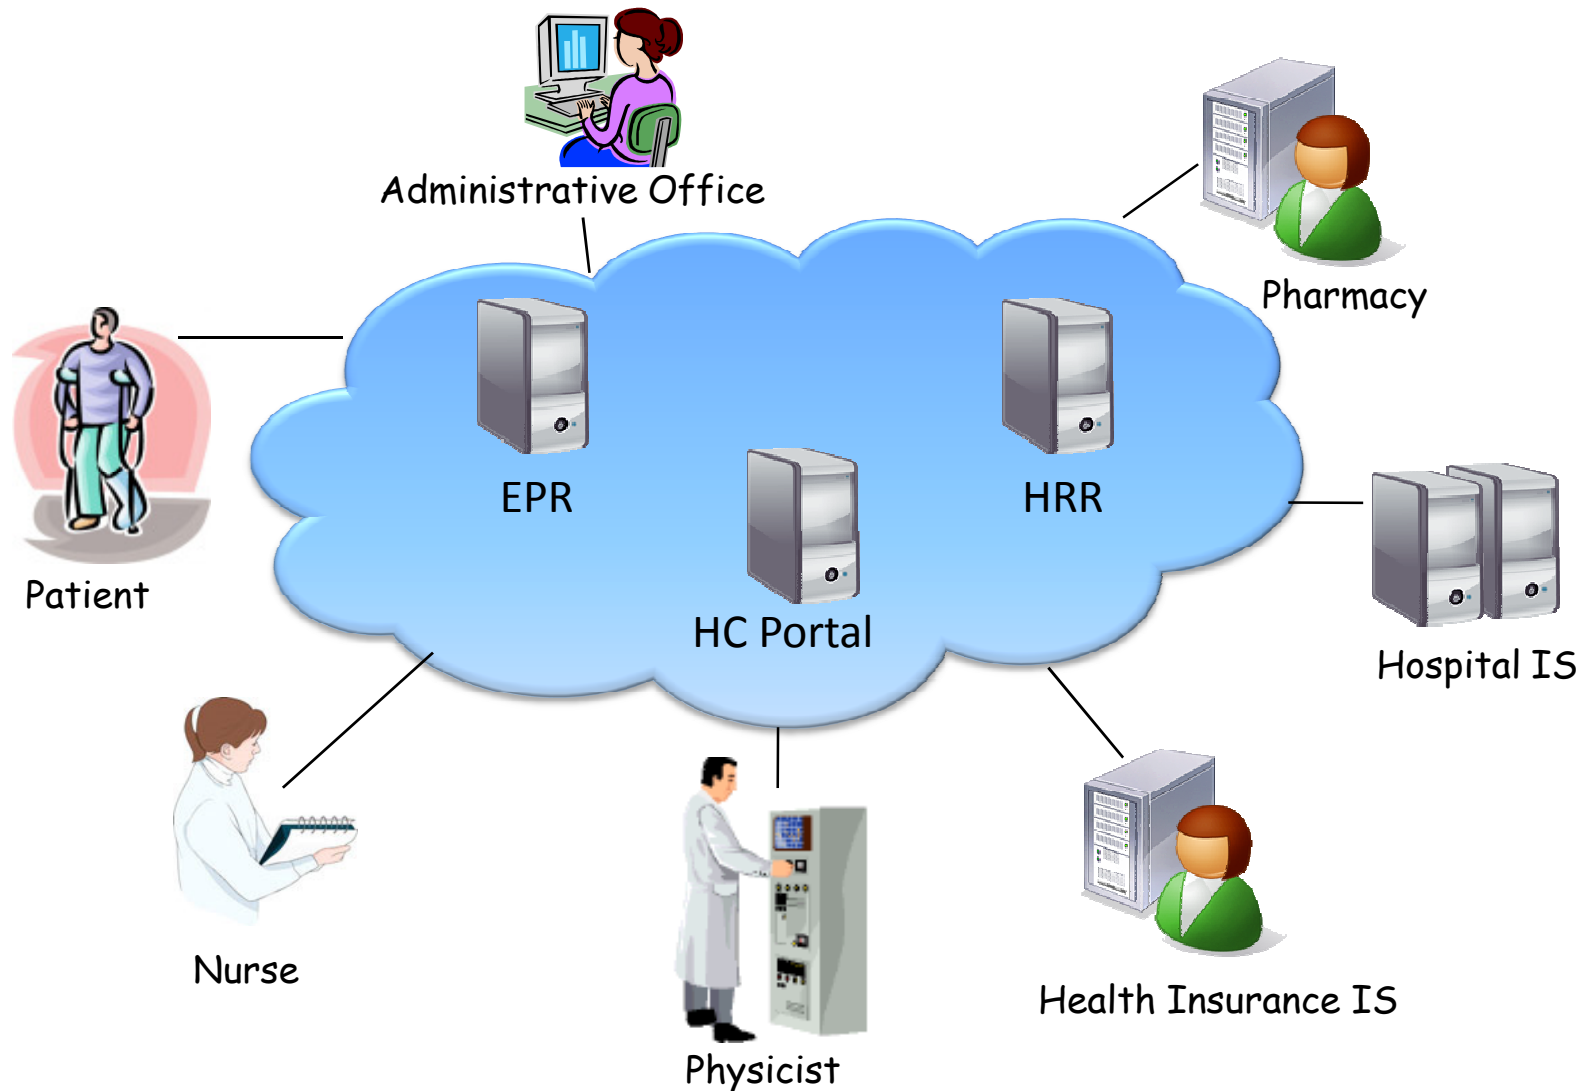 Administrative Office
Pharmacy
EPR
HRR
Patient
HC Portal
Hospital IS
Nurse
Health Insurance IS
Physicist